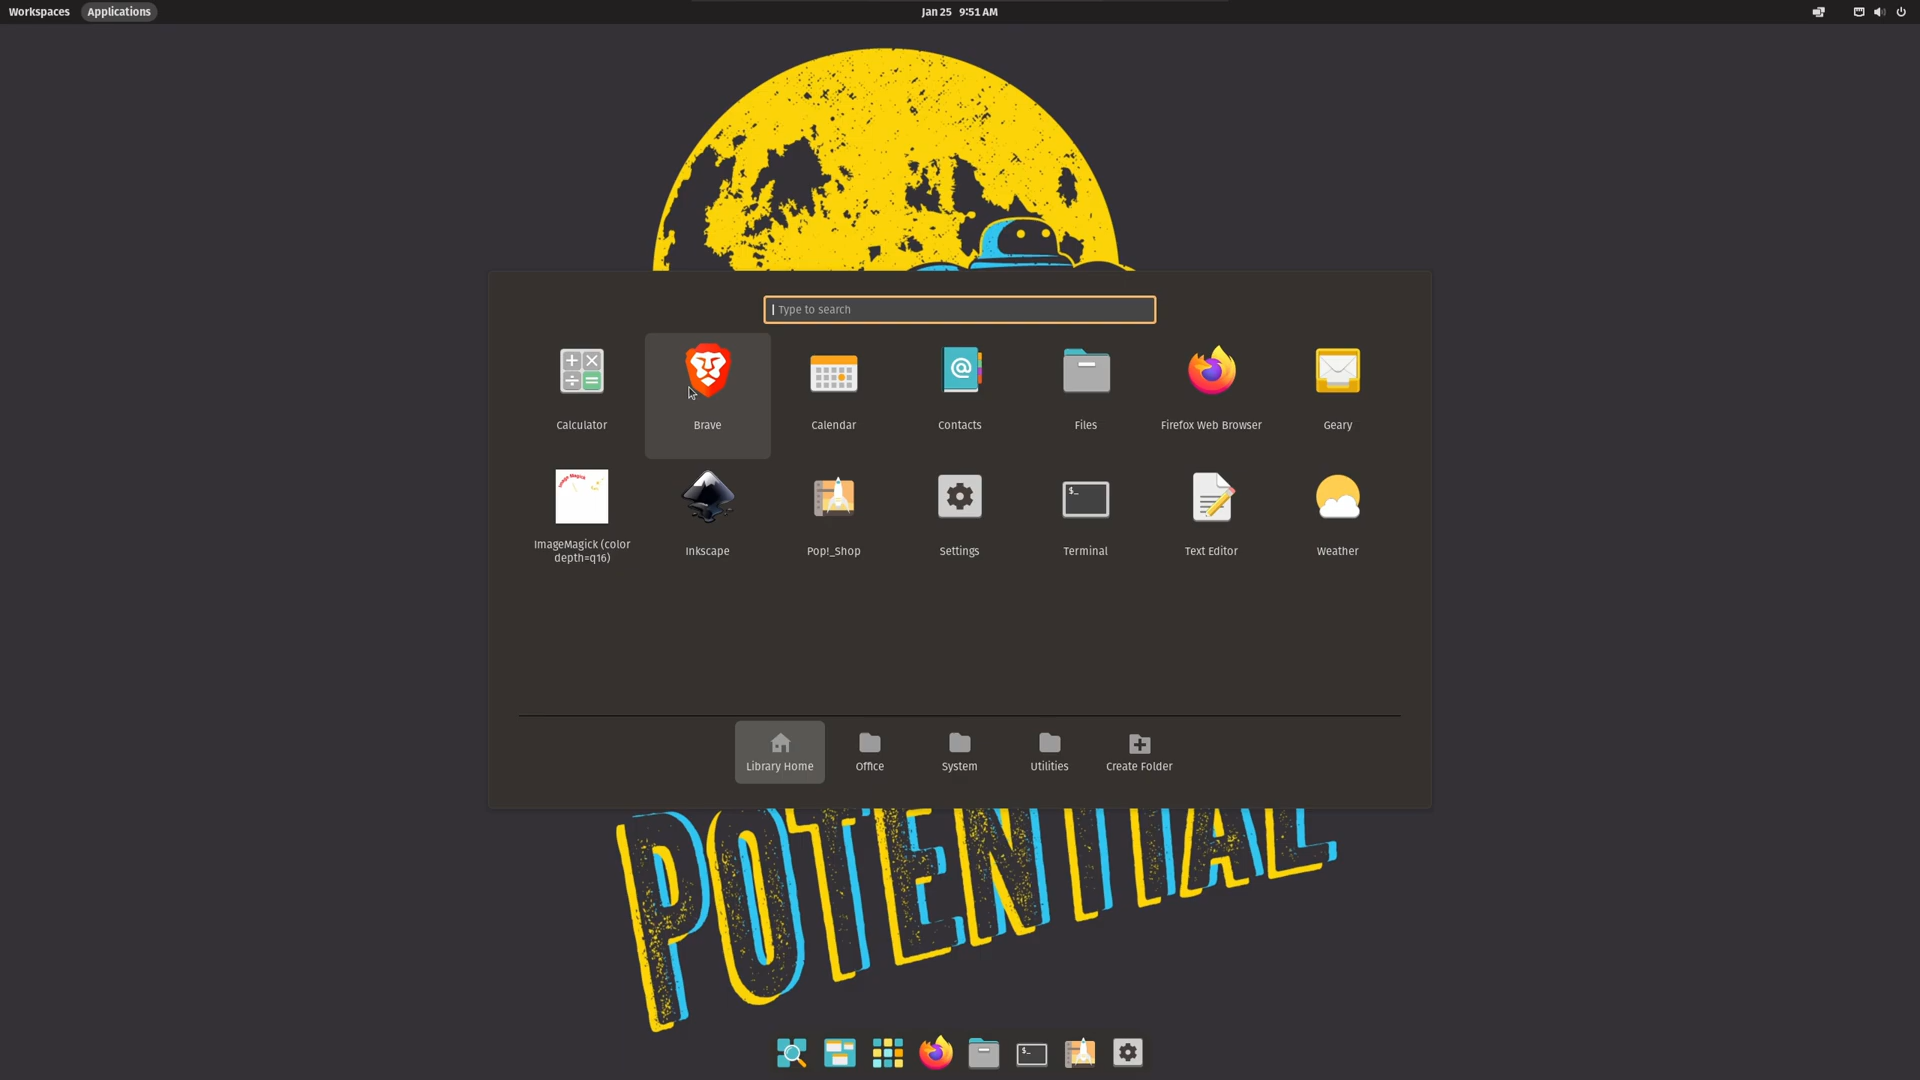 Workspaces Applications Jan 25 9:51 AM
Type to search
Calculator Brave Calendar Contacts Files Firefox Web Browser Geary
ImageMagick (color
depth=q16) Inkscape Pop!_Shop Settings Terminal Text Editor Weather
Library Home Office System Utilities Create Folder
POTENTIAL